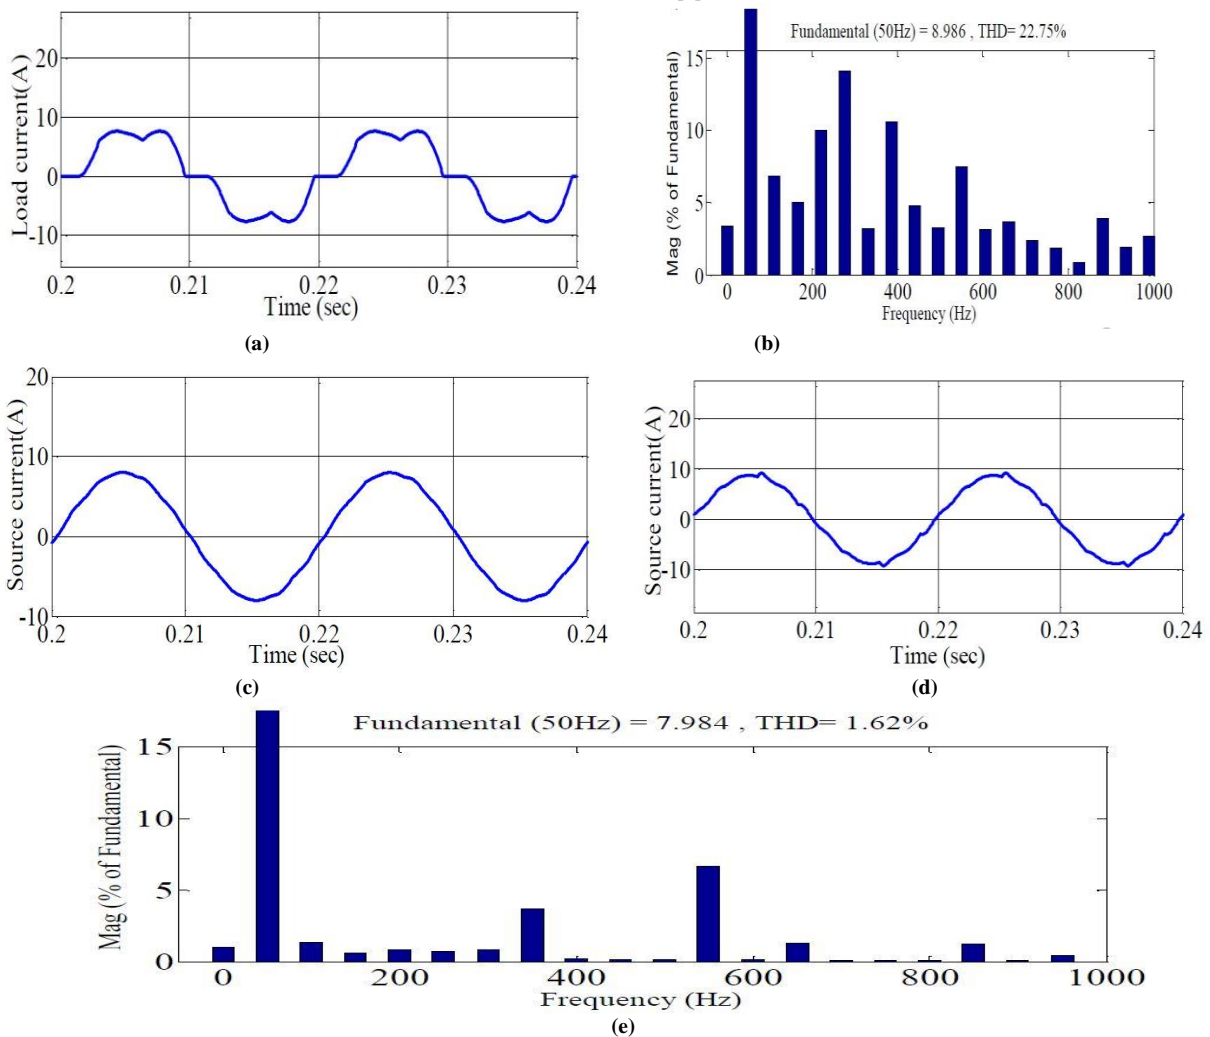 Load current(A)
20
10
0
-10
0.2 0.21 0.22 0.23 0.24
Time (sec)
(a)
Fundamental (50Hz) = 8.986 , THD= 22.75%
Mag (% of Fundamental)
15
10
5
0
0 200 400 600 800 1000
Frequency (Hz)
(b)
Source current(A)
20
10
0
-10
0.2 0.21 0.22 0.23 0.24
Time (sec)
(c)
Source current(A)
20
10
0
-10
0.2 0.21 0.22 0.23 0.24
Time (sec)
(d)
Fundamental (50Hz) = 7.984 , THD= 1.62%
Mag (% of Fundamental)
15
10
5
0
0 200 400 600 800 1000
Frequency (Hz)
(e)